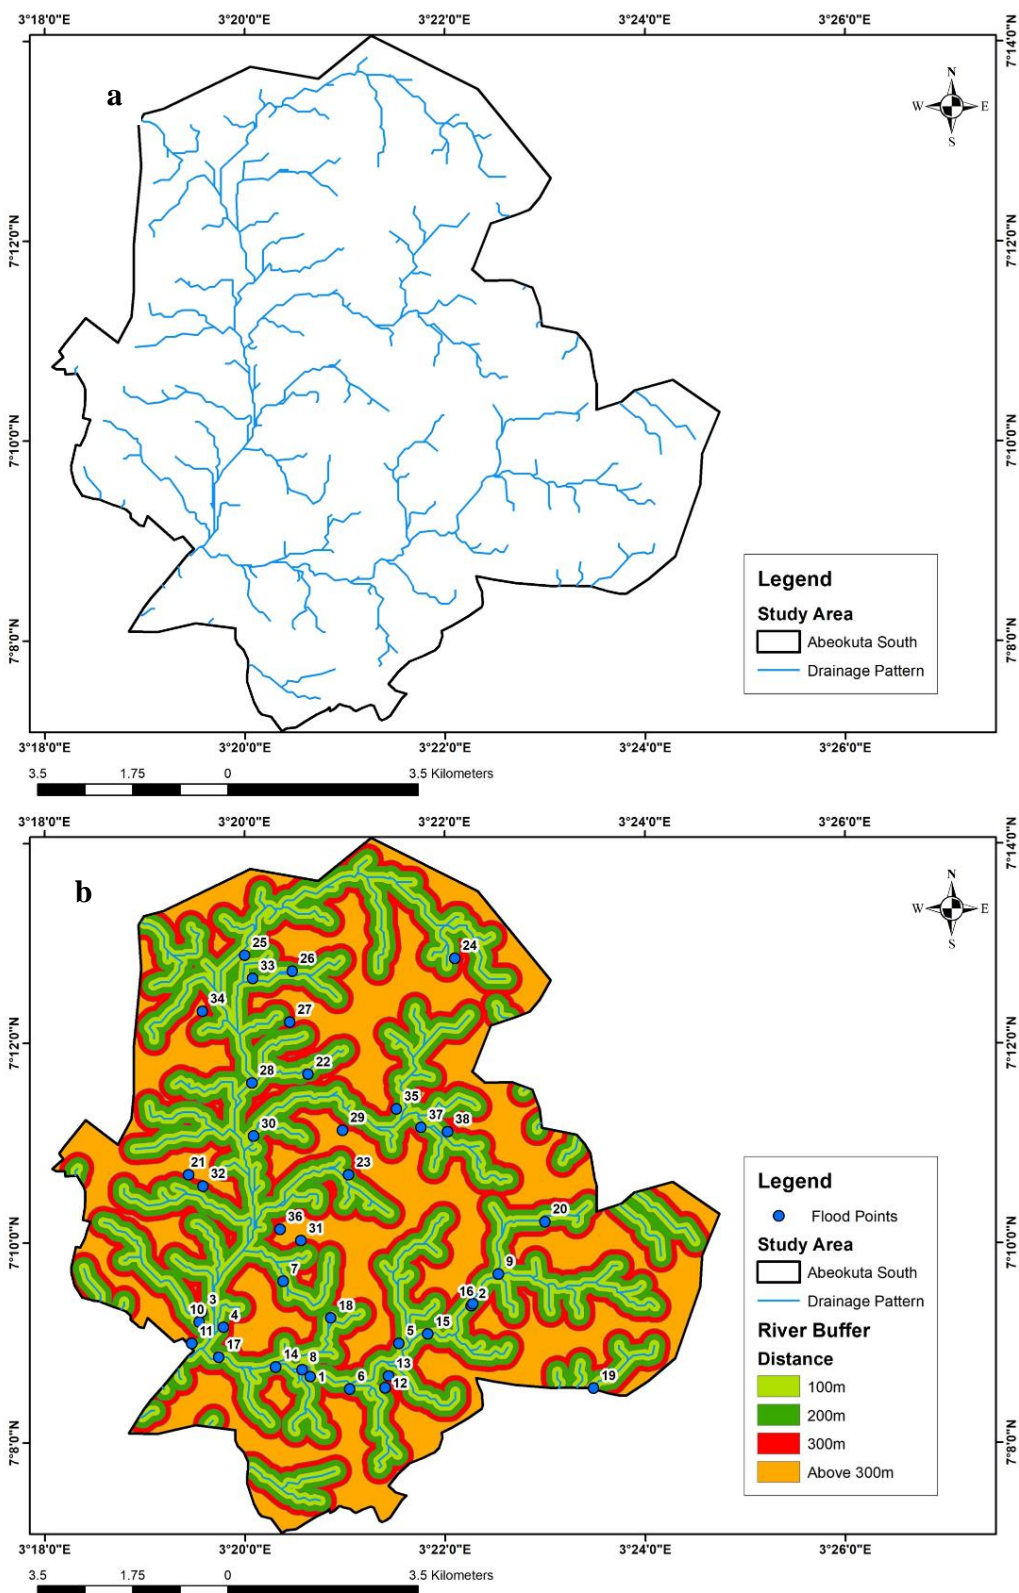 3°18'0"E 3°20'0"E 3°22'0"E 3°24'0"E 3°26'0"E
a
N
W E
S
7°14'0"N 7°14'0"N
7°12'0"N 7°12'0"N
7°10'0"N 7°10'0"N
7°8'0"N 7°8'0"N
Legend
Study Area
Abeokuta South
Drainage Pattern
3°18'0"E 3°20'0"E 3°22'0"E 3°24'0"E 3°26'0"E
3.5 1.75 0 3.5 Kilometers
3°18'0"E 3°20'0"E 3°22'0"E 3°24'0"E 3°26'0"E
b
N
W E
S
7°14'0"N
25
24
33 26
34
27
7°12'0"N 7°12'0"N
22
28
35
37 38
29
30
21
32
23
36
31
20
7°10'0"N 7°10'0"N
9
7
16 2
3
10
4
18
11
5 15
17
14 8
13
1 6
12
19
7°8'0"N 7°8'0"N
Legend
Flood Points
Study Area
Abeokuta South
Drainage Pattern
River Buffer
Distance
100m
200m
300m
Above 300m
3°18'0"E 3°20'0"E 3°22'0"E 3°24'0"E 3°26'0"E
3.5 1.75 0 3.5 Kilometers